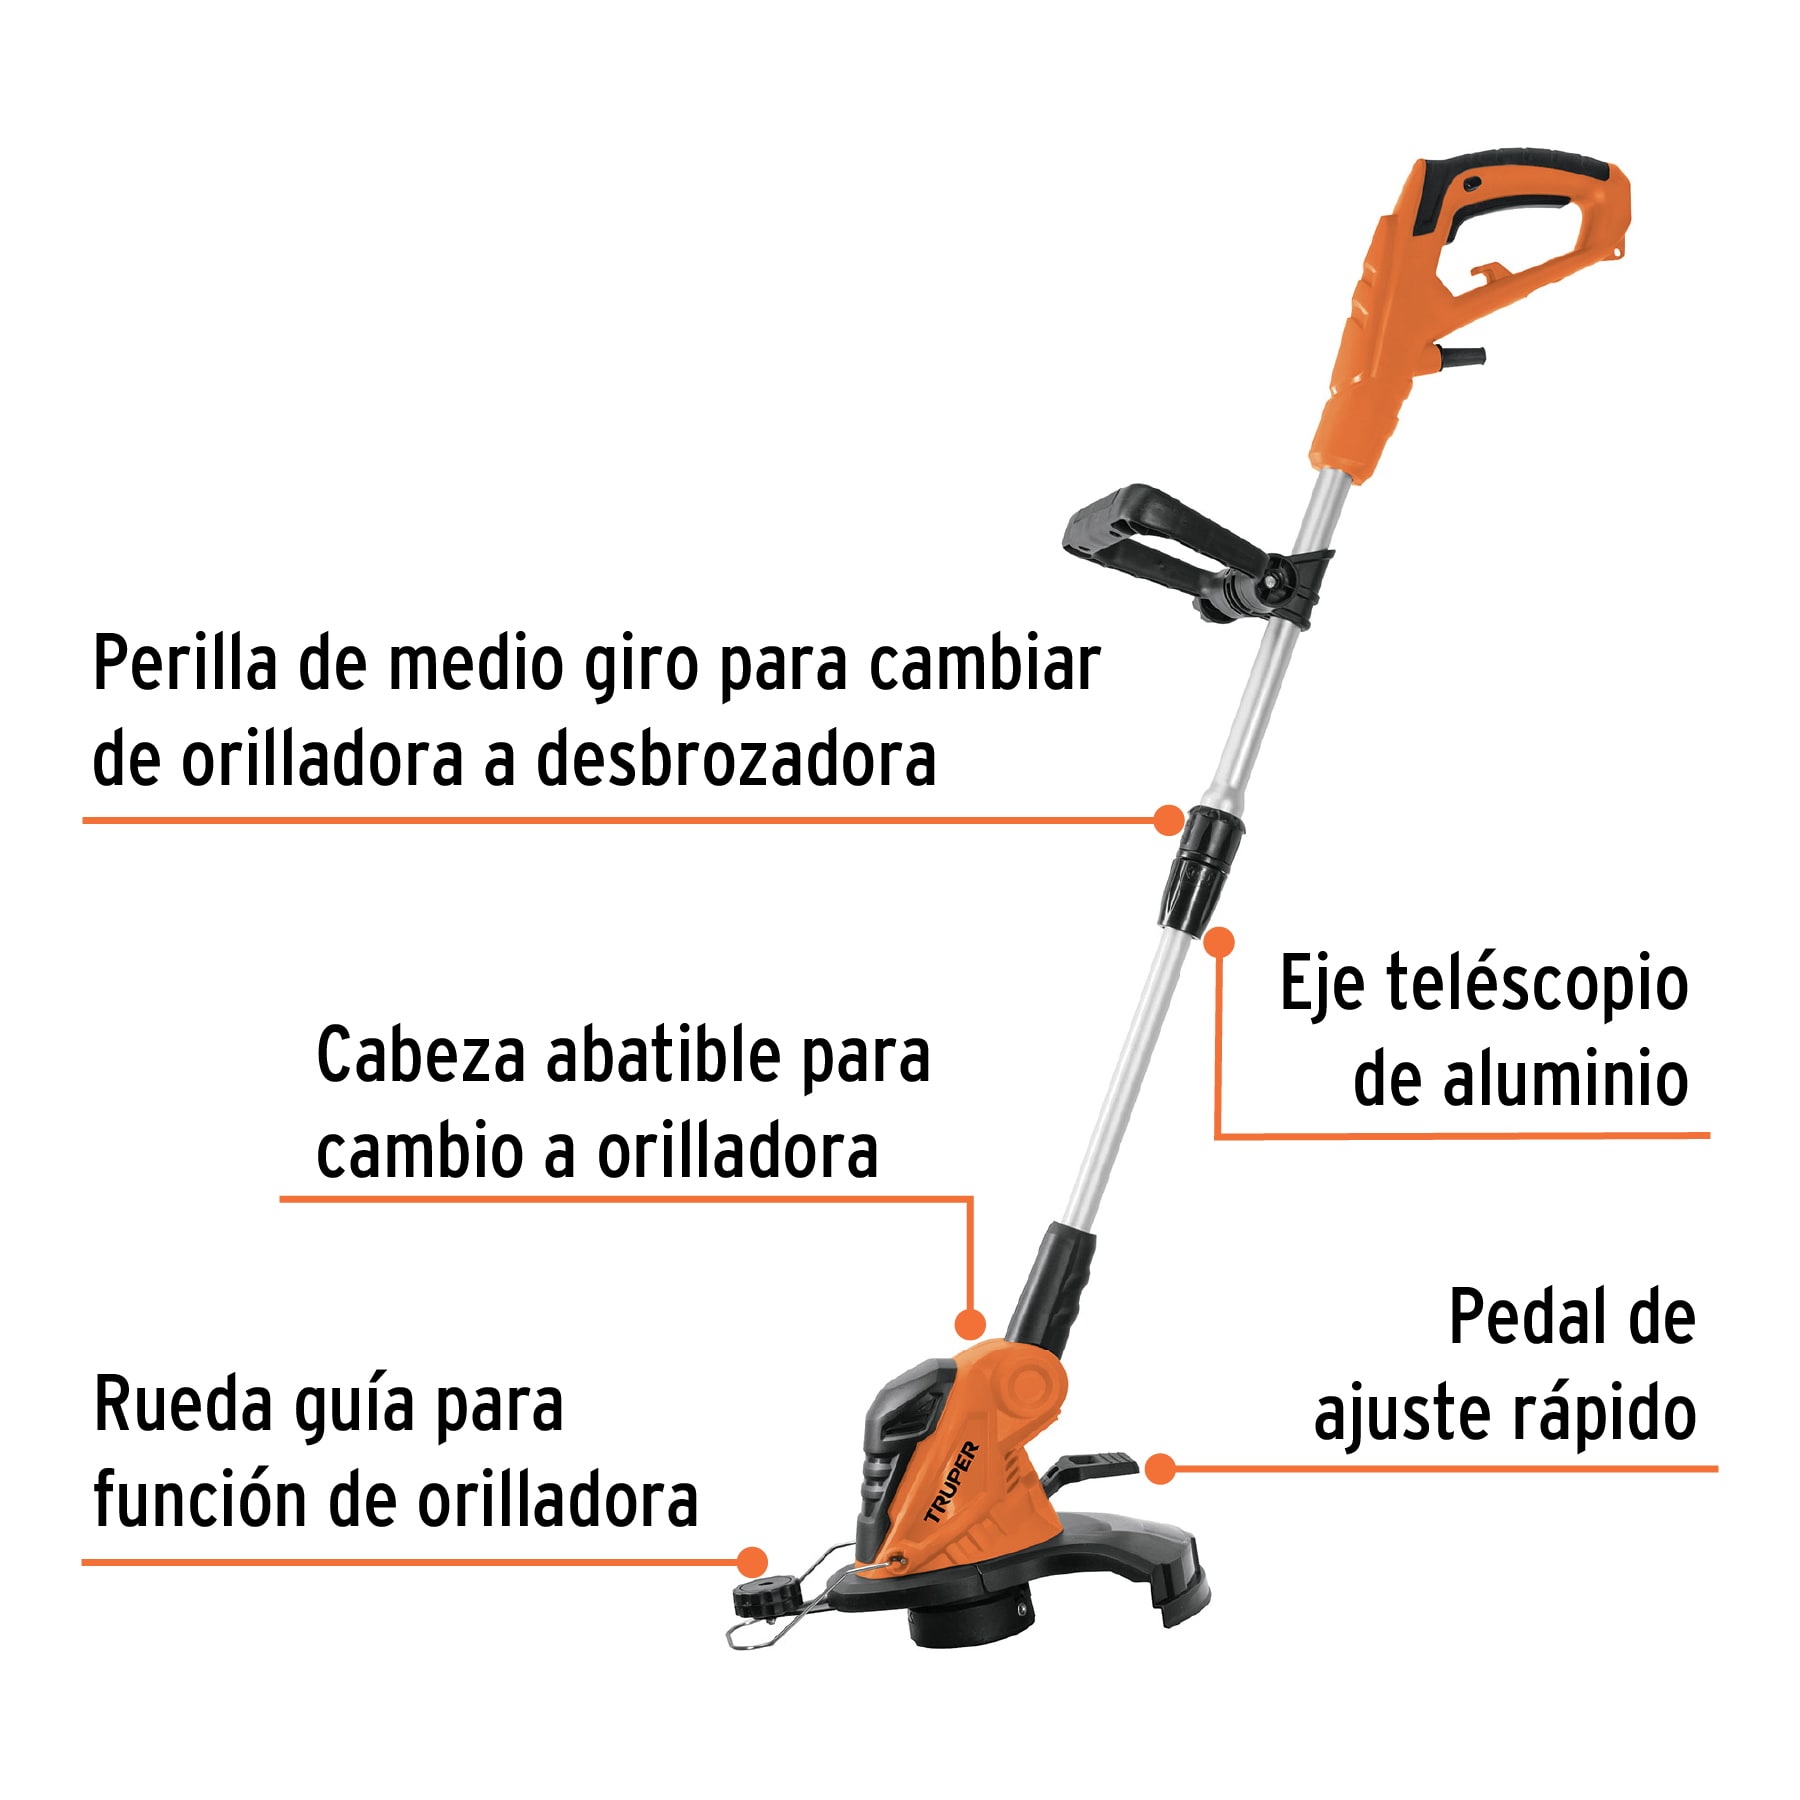 Perilla de medio giro para cambiar
de orilladora a desbrozadora
Eje teléscopio
de aluminio
Cabeza abatible para
cambio a orilladora
Pedal de
ajuste rápido
Rueda guía para
función de orilladora
TRUPER